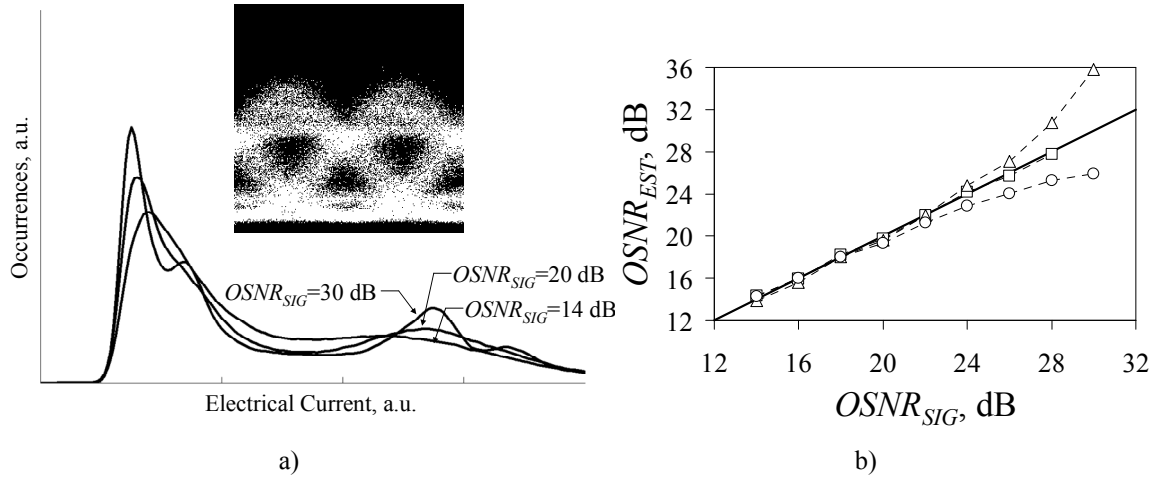 Occurrences, a.u.
OSNR_SIG=20 dB
OSNR_SIG=30 dB
OSNR_SIG=14 dB
Electrical Current, a.u.
a)
OSNR_EST, dB
36
32
28
24
20
16
12
12 16 20 24 28 32
OSNR_SIG, dB
b)